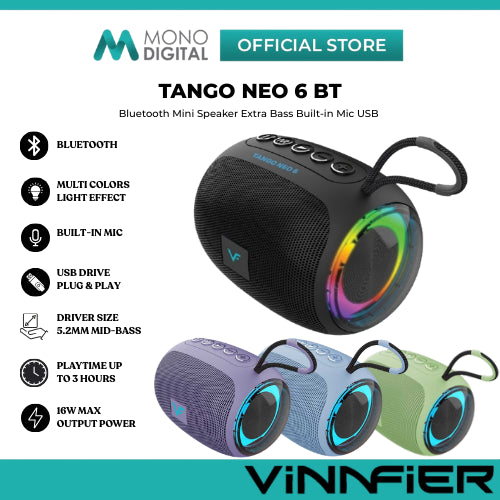 MONO
DIGITAL
OFFICIAL STORE
TANGO NEO 6 BT
Bluetooth Mini Speaker Extra Bass Built-in Mic USB
BLUETOOTH
MULTI COLORS
LIGHT EFFECT
BUILT-IN MIC
USB DRIVE
PLUG & PLAY
DRIVER SIZE
5.2MM MID-BASS
PLAYTIME UP
TO 3 HOURS
16W MAX
OUTPUT POWER
TANGO NEO 6
VF
ViNNFiER